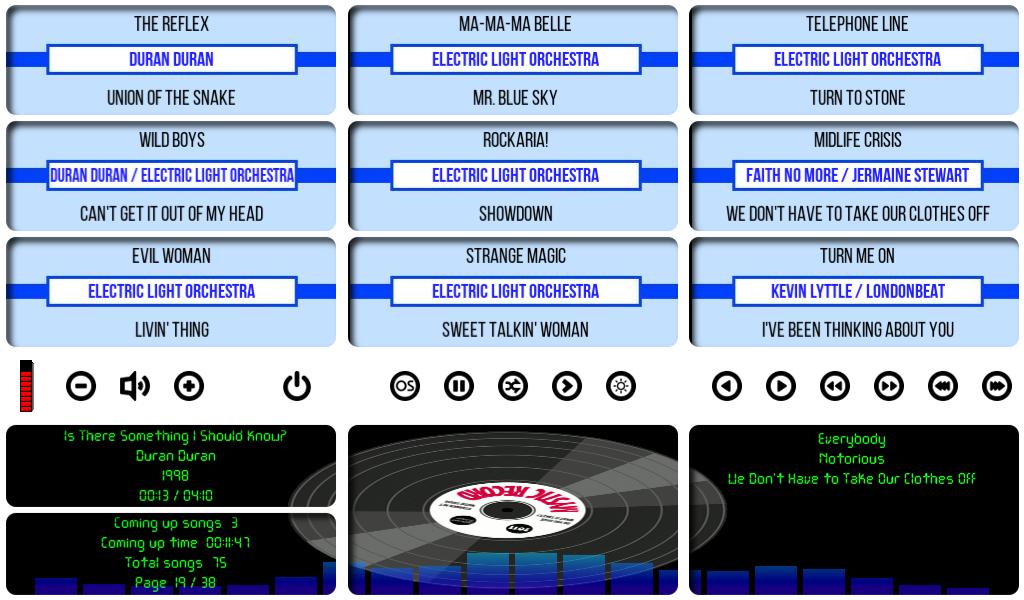 THE REFLEX
DURAN DURAN
UNION OF THE SNAKE
MA-MA-MA BELLE
ELECTRIC LIGHT ORCHESTRA
MR. BLUE SKY
TELEPHONE LINE
ELECTRIC LIGHT ORCHESTRA
TURN TO STONE
WILD BOYS
DURAN DURAN / ELECTRIC LIGHT ORCHESTRA
CAN'T GET IT OUT OF MY HEAD
ROCKARIA!
ELECTRIC LIGHT ORCHESTRA
SHOWDOWN
MIDLIFE CRISIS
FAITH NO MORE / JERMAINE STEWART
WE DON'T HAVE TO TAKE OUR CLOTHES OFF
EVIL WOMAN
ELECTRIC LIGHT ORCHESTRA
LIVIN' THING
STRANGE MAGIC
ELECTRIC LIGHT ORCHESTRA
SWEET TALKIN' WOMAN
TURN ME ON
KEVIN LYTTLE / LONDONBEAT
I'VE BEEN THINKING ABOUT YOU
OS
Is There Something I Should Know?
Duran Duran
1998
00:13 / 04:10
Coming up songs 3
Coming up time 00:11:47
Total songs 75
Page 19 / 38
Everybody
Notorious
We Don't Have to Take Our Clothes Off